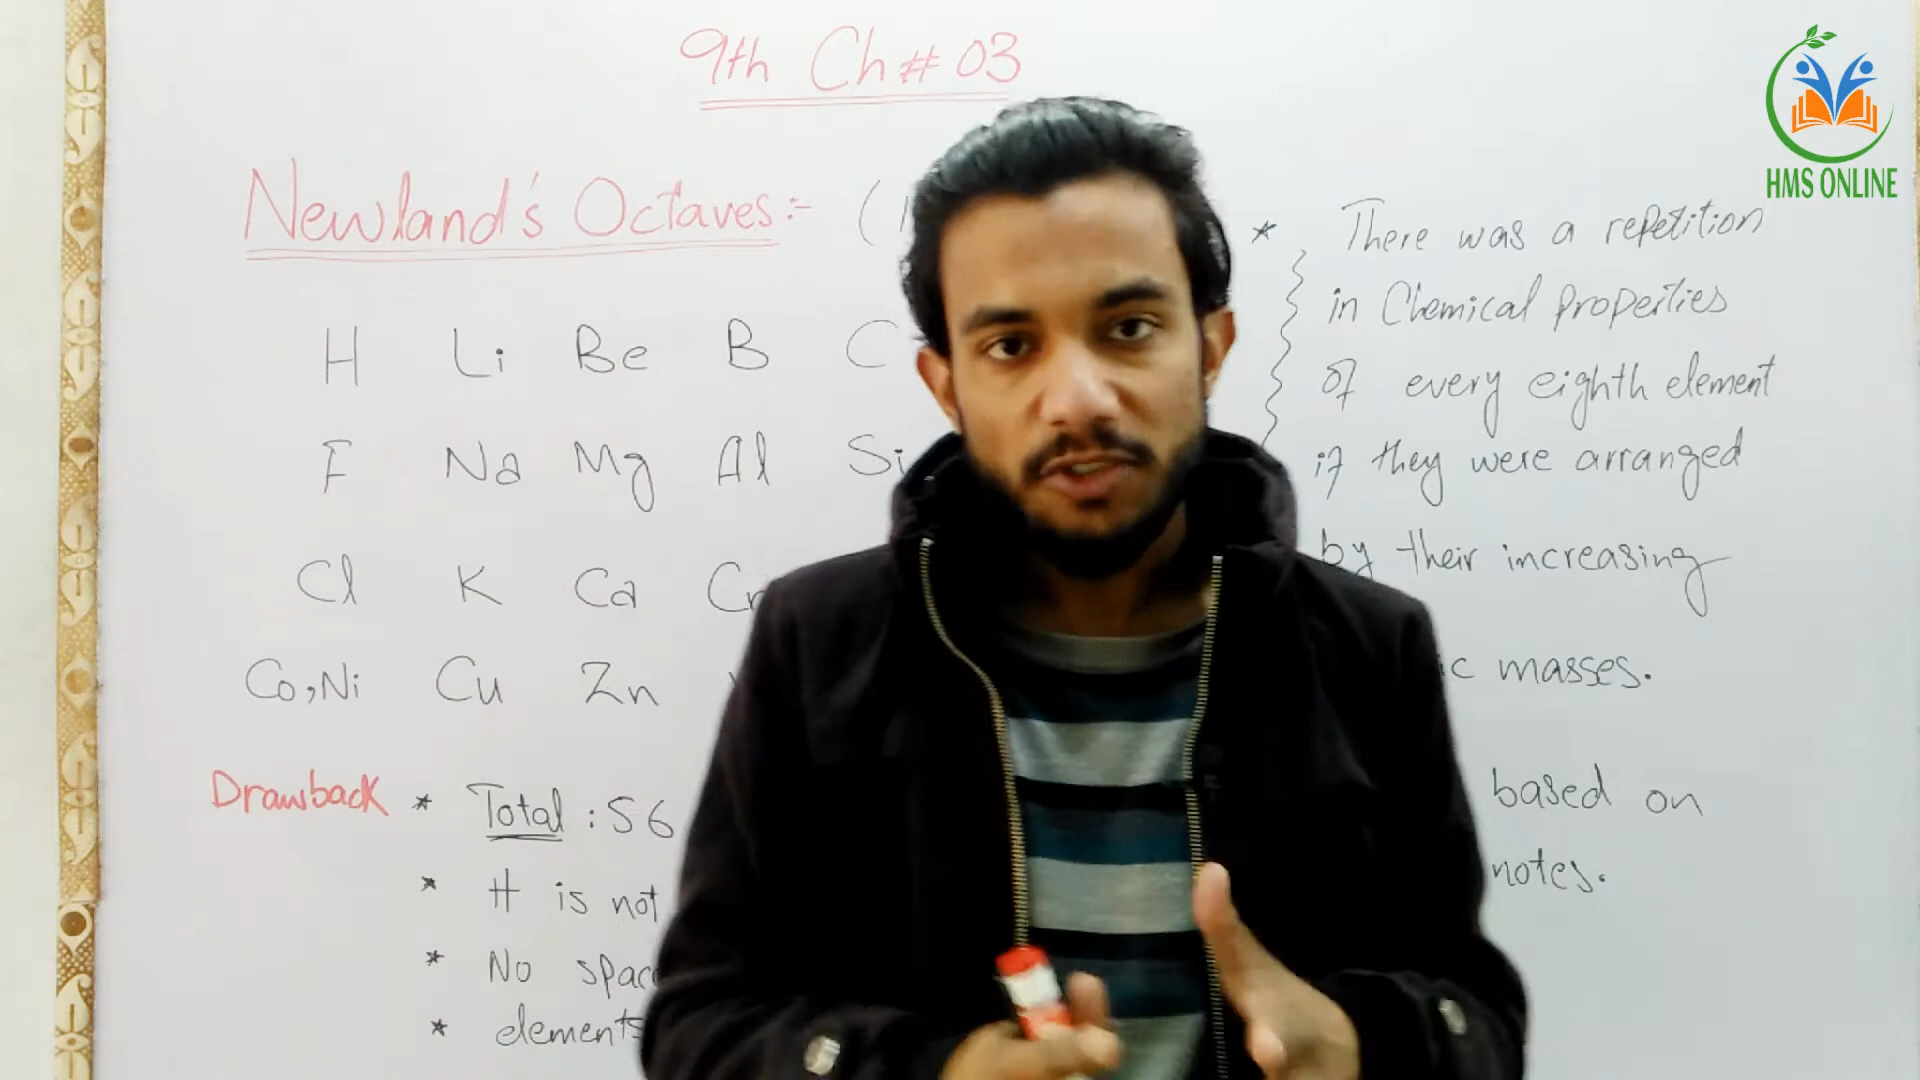 9th Ch # 03
HMS ONLINE
Newland's Octaves:- (1
H Li Be B C
F Na Mg Al Si
Cl K Ca Cr
Co,Ni Cu Zn
Drawback * Total : 56
* H is not
* No space
* elements
* There was a repetition
in Chemical properties
of every eighth element
if they were arranged
by their increasing
masses.
based on
notes.